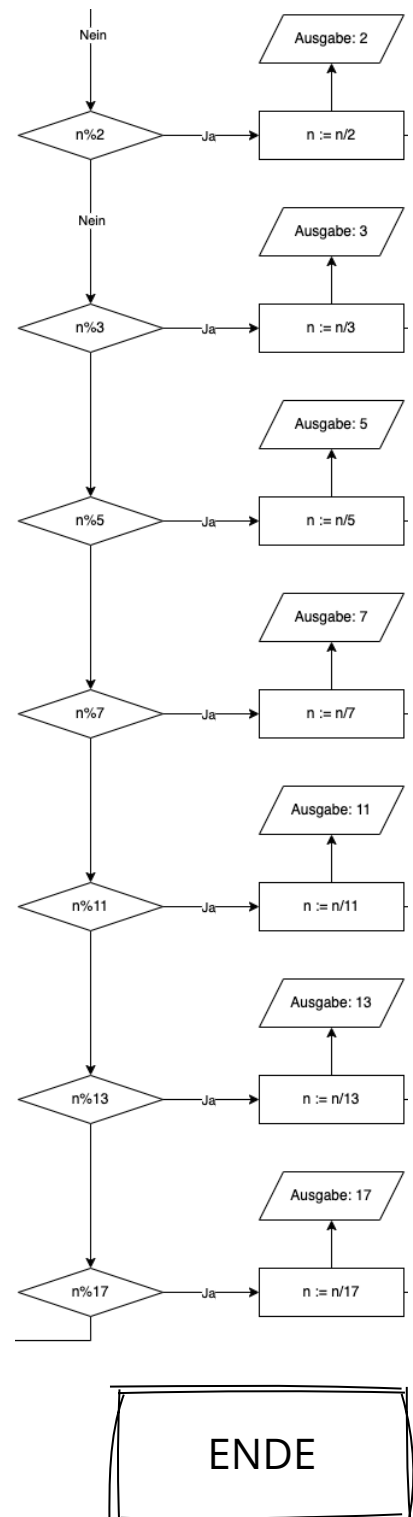 Nein
Ausgabe: 2
n%2
Ja
n := n/2
Nein
Ausgabe: 3
n%3
Ja
n := n/3
Ausgabe: 5
n%5
Ja
n := n/5
Ausgabe: 7
n%7
Ja
n := n/7
Ausgabe: 11
n%11
Ja
n := n/11
Ausgabe: 13
n%13
Ja
n := n/13
Ausgabe: 17
n%17
Ja
n := n/17
ENDE